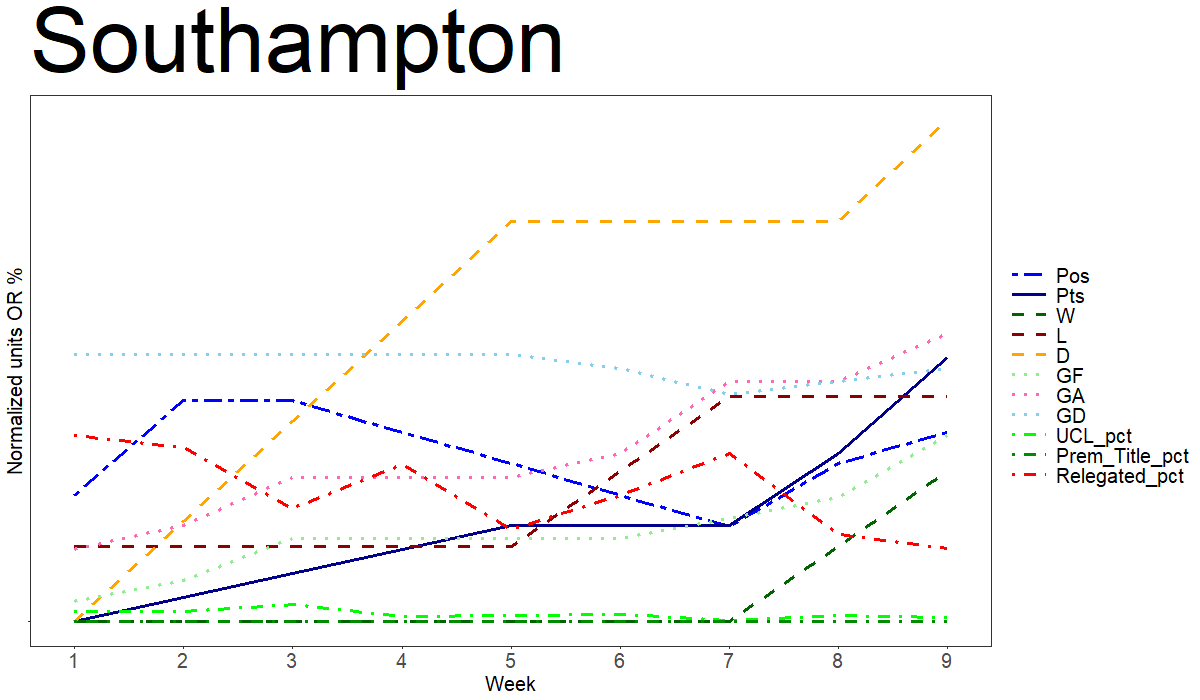 Southampton
Normalized units OR %
1 2 3 4 5 6 7 8 9
Week
Pos
Pts
W
L
D
GF
GA
GD
UCL_pct
Prem_Title_pct
Relegated_pct